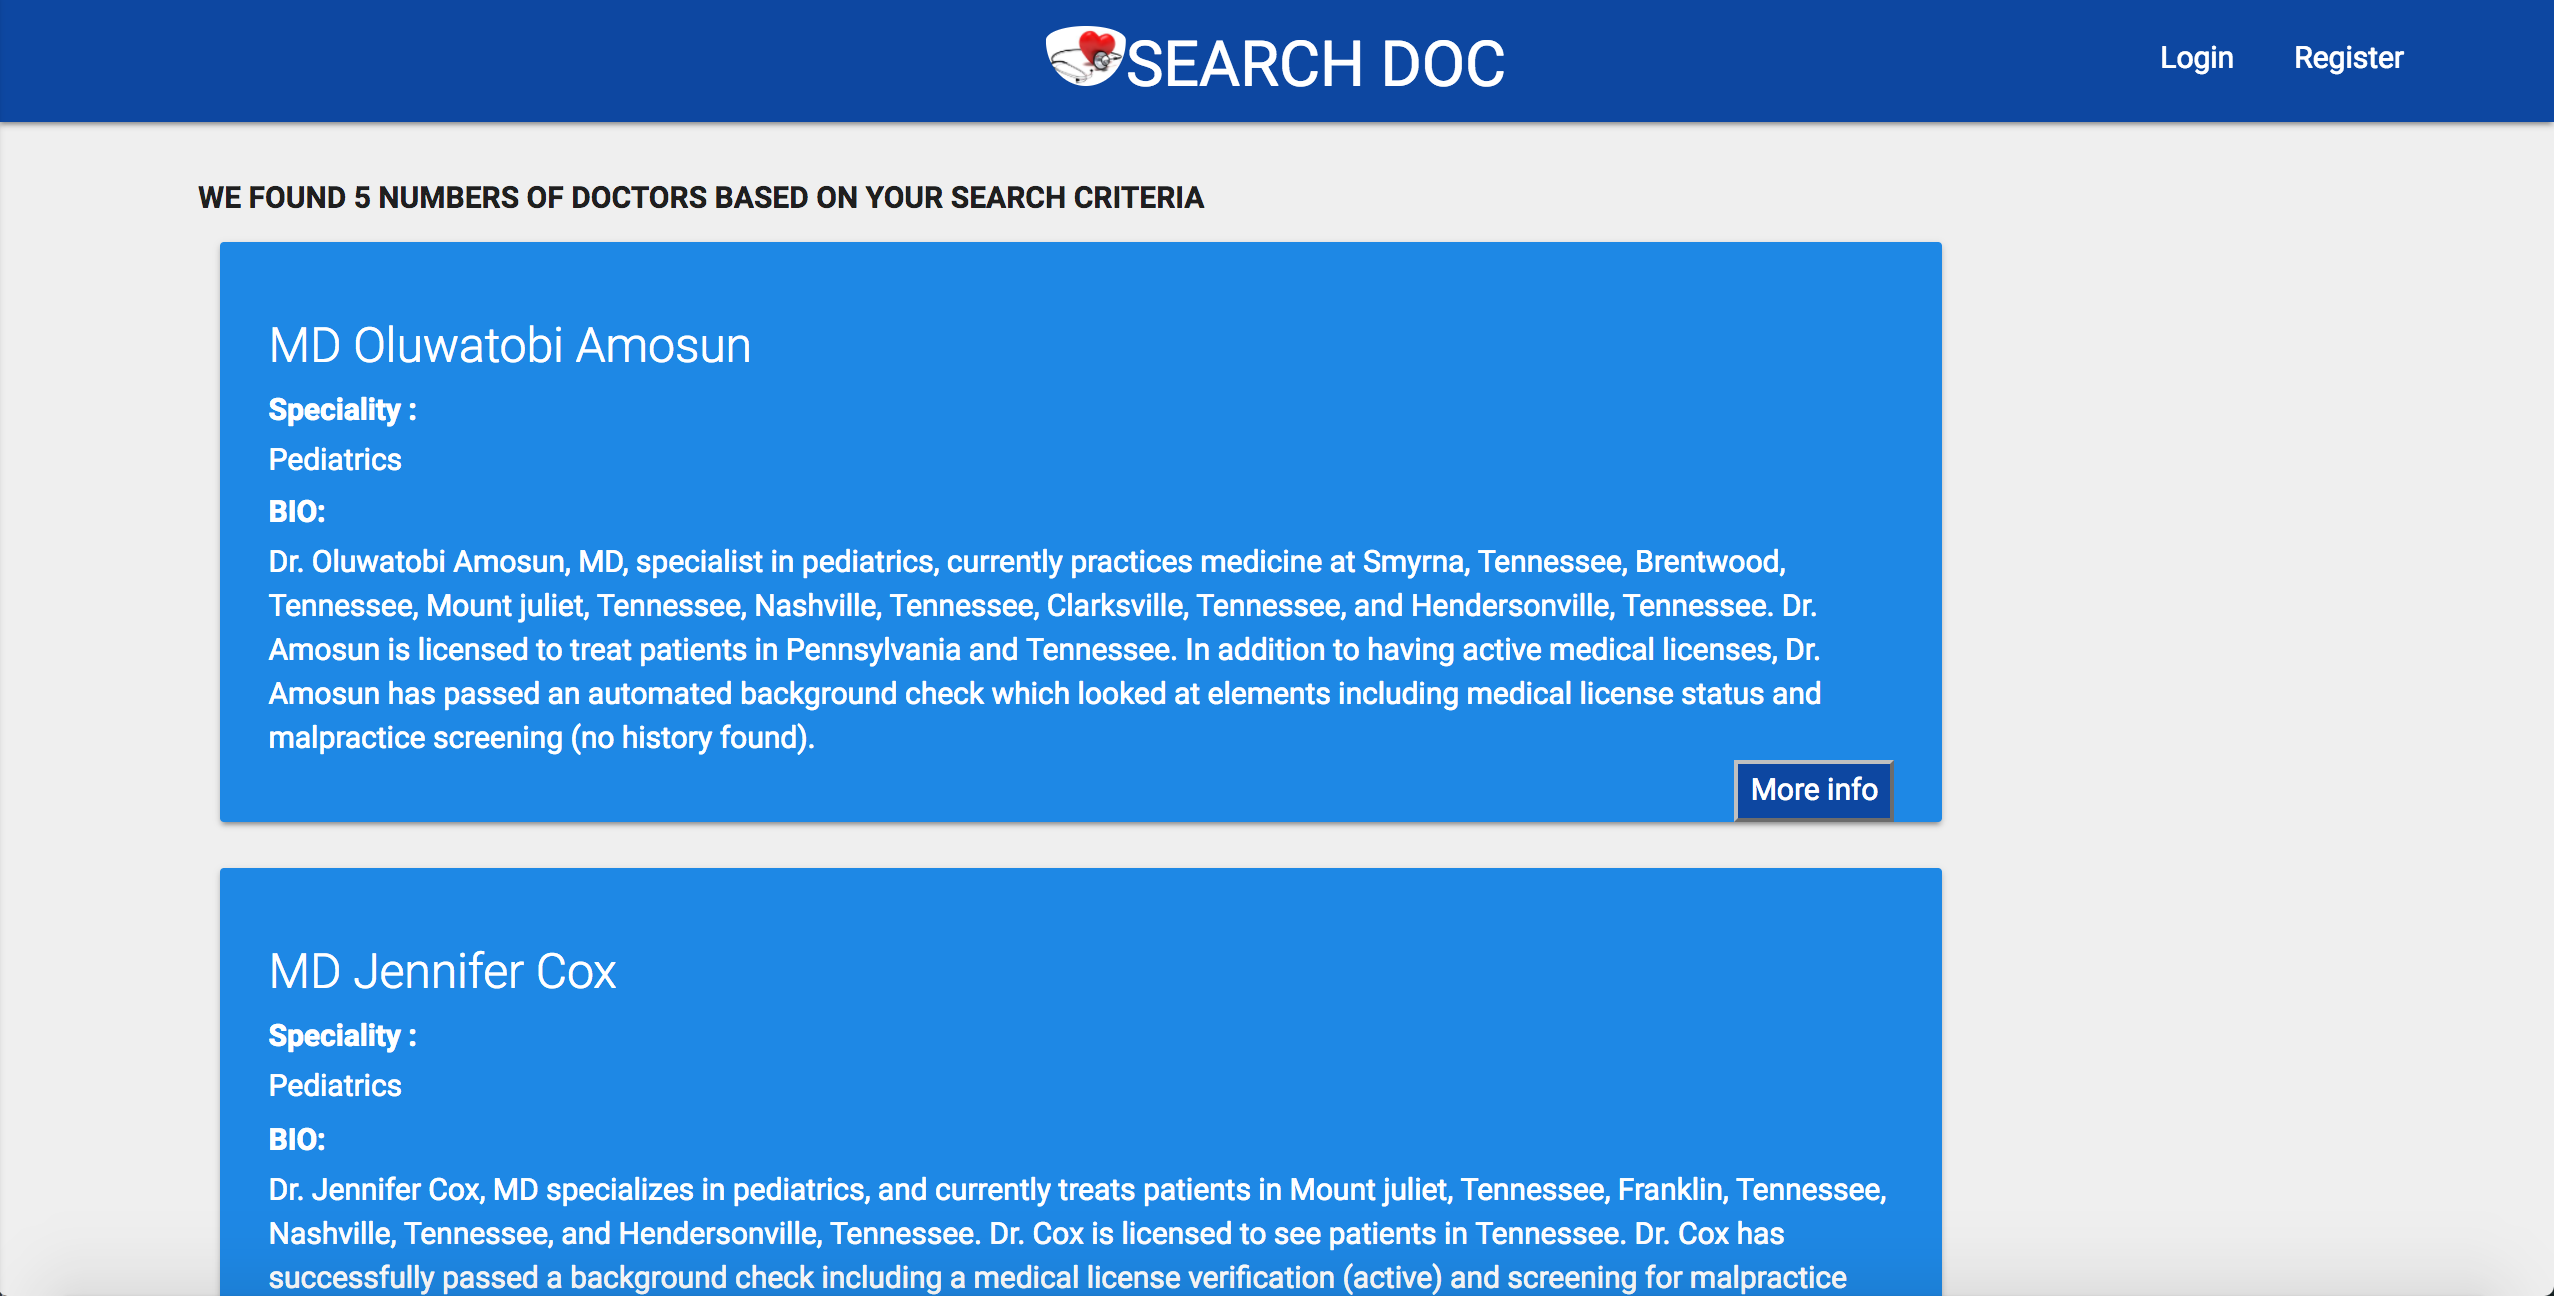 SEARCH DOC
Login
Register
WE FOUND 5 NUMBERS OF DOCTORS BASED ON YOUR SEARCH CRITERIA
MD Oluwatobi Amosun
Speciality :
Pediatrics
BIO:
Dr. Oluwatobi Amosun, MD, specialist in pediatrics, currently practices medicine at Smyrna, Tennessee, Brentwood,
Tennessee, Mount juliet, Tennessee, Nashville, Tennessee, Clarksville, Tennessee, and Hendersonville, Tennessee. Dr.
Amosun is licensed to treat patients in Pennsylvania and Tennessee. In addition to having active medical licenses, Dr.
Amosun has passed an automated background check which looked at elements including medical license status and
malpractice screening (no history found).
More info
MD Jennifer Cox
Speciality :
Pediatrics
BIO:
Dr. Jennifer Cox, MD specializes in pediatrics, and currently treats patients in Mount juliet, Tennessee, Franklin, Tennessee,
Nashville, Tennessee, and Hendersonville, Tennessee. Dr. Cox is licensed to see patients in Tennessee. Dr. Cox has
successfully passed a background check including a medical license verification (active) and screening for malpractice